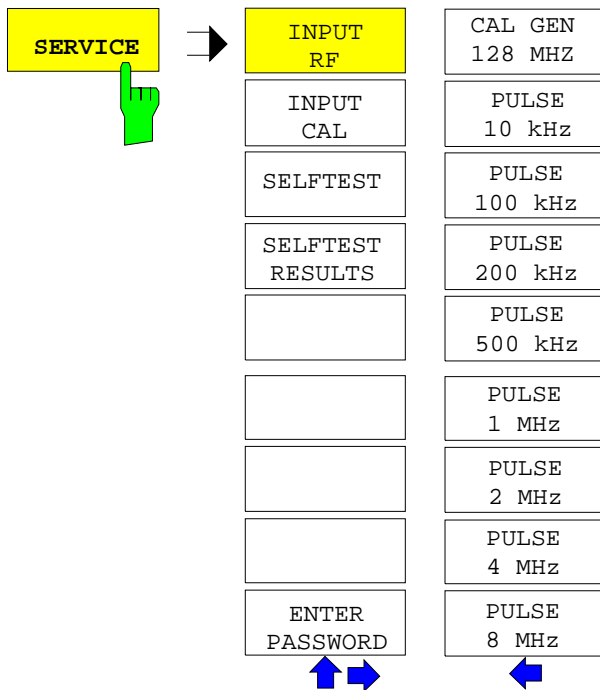 SERVICE
INPUT
RF
INPUT
CAL
SELFTEST
SELFTEST
RESULTS
ENTER
PASSWORD
CAL GEN
128 MHZ
PULSE
10 kHz
PULSE
100 kHz
PULSE
200 kHz
PULSE
500 kHz
PULSE
1 MHz
PULSE
2 MHz
PULSE
4 MHz
PULSE
8 MHz